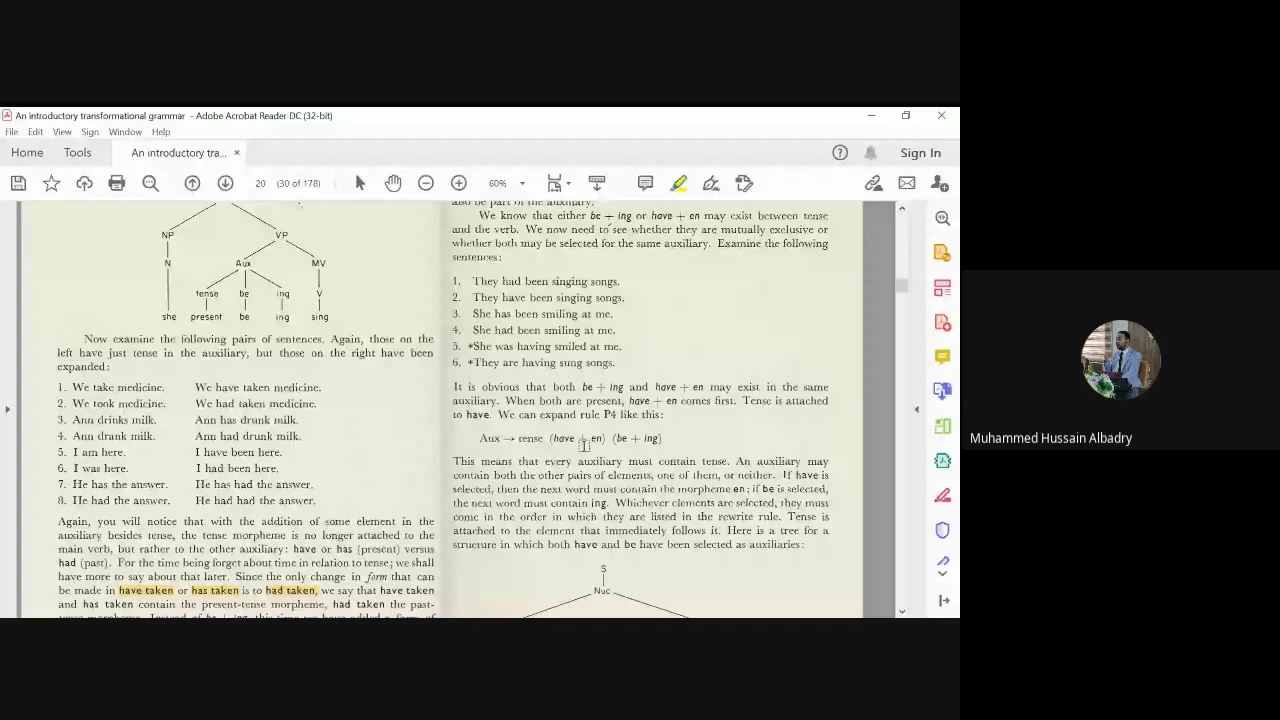 An introductory transformational grammar - Adobe Acrobat Reader DC (32-bit)
File Edit View Sign Window Help
Home Tools An introductory tra... × Sign In
20 (30 of 178) 60%
NP VP
N Aux MV
tense be ing V
she present be ing sing
Now examine the following pairs of sentences. Again, those on the
left have just tense in the auxiliary, but those on the right have been
expanded:
1. We take medicine. We have taken medicine.
2. We took medicine. We had taken medicine.
3. Ann drinks milk. Ann has drunk milk.
4. Ann drank milk. Ann had drunk milk.
5. I am here. I have been here.
6. I was here. I had been here.
7. He has the answer. He has had the answer.
8. He had the answer. He had had the answer.
Again, you will notice that with the addition of some element in the
auxiliary besides tense, the tense morpheme is no longer attached to the
main verb, but rather to the other auxiliary: have or has (present) versus
had (past). For the time being forget about time in relation to tense; we shall
have more to say about that later. Since the only change in form that can
be made in have taken or has taken is to had taken, we say that have taken
and has taken contain the present-tense morpheme, had taken the past-
tense morpheme. Instead of be + ing, this time we have added a form of
also be part of the auxiliary.
We know that either be + ing or have + en may exist between tense
and the verb. We now need to see whether they are mutually exclusive or
whether both may be selected for the same auxiliary. Examine the following
sentences:
1. They had been singing songs.
2. They have been singing songs.
3. She has been smiling at me.
4. She had been smiling at me.
5. *She was having smiled at me.
6. *They are having sung songs.
It is obvious that both be + ing and have + en may exist in the same
auxiliary. When both are present, have + en comes first. Tense is attached
to have. We can expand rule P4 like this:
Aux → tense (have + en) (be + ing)
This means that every auxiliary must contain tense. An auxiliary may
contain both the other pairs of elements, one of them, or neither. If have is
selected, then the next word must contain the morpheme en; if be is selected,
the next word must contain ing. Whichever elements are selected, they must
come in the order in which they are listed in the rewrite rule. Tense is
attached to the element that immediately follows it. Here is a tree for a
structure in which both have and be have been selected as auxiliaries:
S
Nuc
Muhammed Hussain Albadry